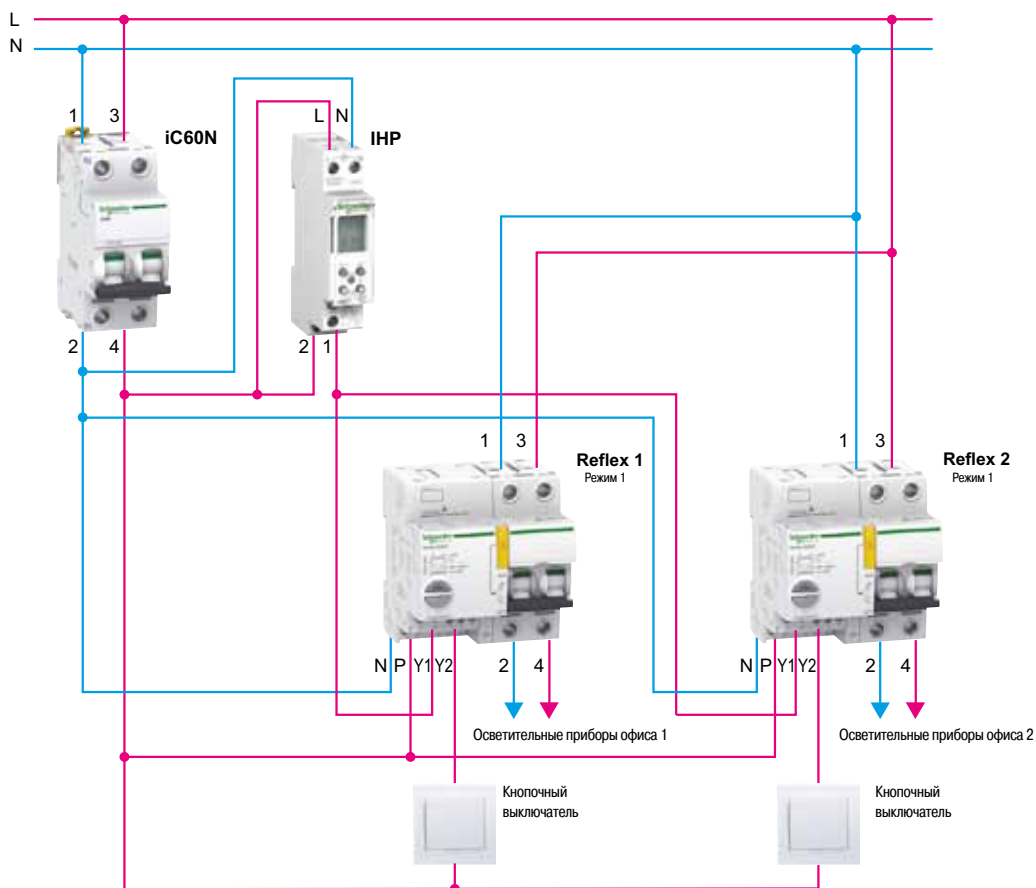 L
N
1 3
iC60N
L N
IHP
2 4
2 1
1 3
Reflex 1
Режим 1
1 3
Reflex 2
Режим 1
N P Y1 Y2 2 4
N P Y1 Y2 2 4
Осветительные приборы офиса 1
Осветительные приборы офиса 2
Кнопочный
выключатель
Кнопочный
выключатель